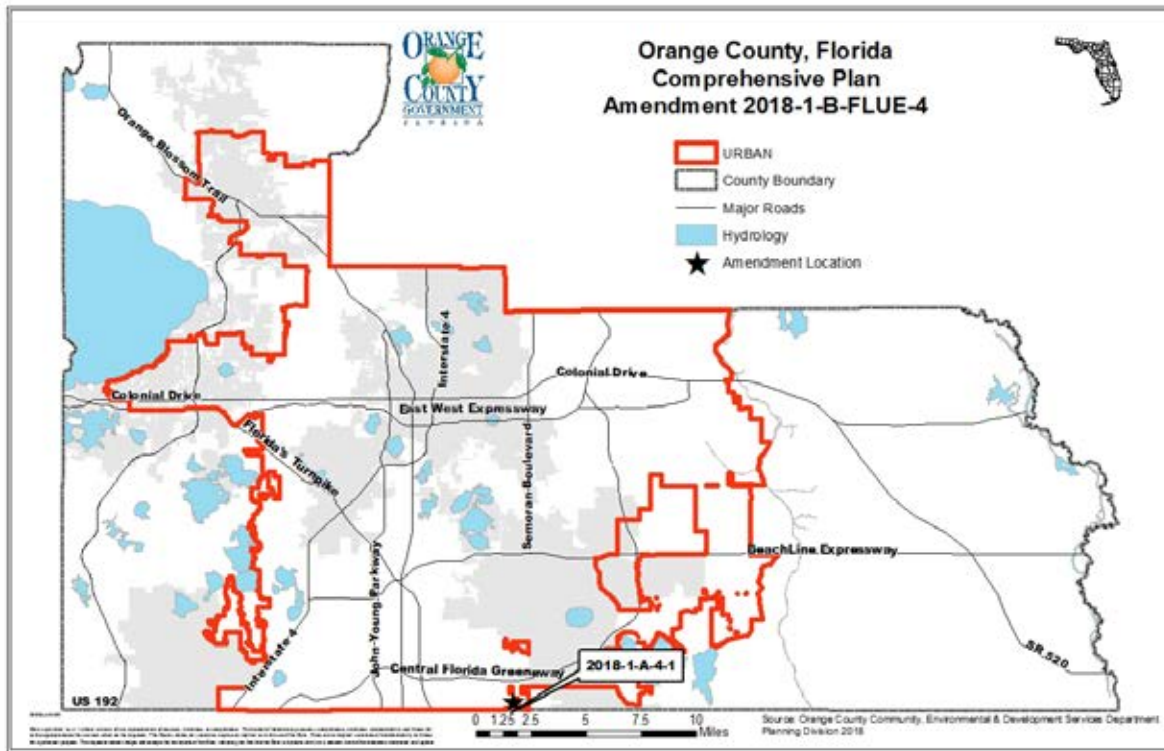 ORANGE
COUNTY
GOVERNMENT
FLORIDA
Orange County, Florida
Comprehensive Plan
Amendment 2018-1-B-FLUE-4
URBAN
County Boundary
Major Roads
Hydrology
Amendment Location
Orange Blossom Trail
Interstate 4
Colonial Drive
Colonial Drive
East West Expressway
Florida's Turnpike
Semoran Boulevard
John Young Parkway
BeachLine Expressway
Interstate 4
Central Florida Greeneway
2018-1-A-4-1
SR 520
US 192
0 1.25 2.5 5 7.5 10
Miles
Source: Orange County Community, Environmental & Development Services Department
Planning Division 2018